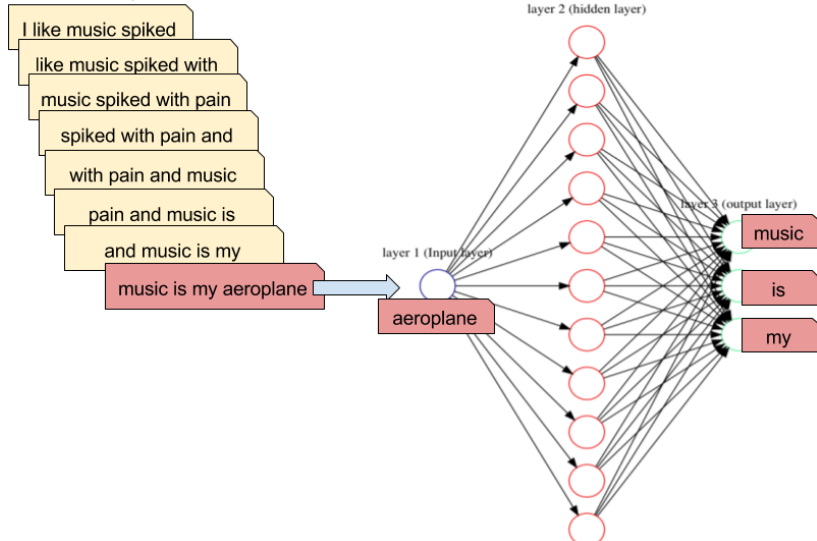 I like music spiked
like music spiked with
music spiked with pain
spiked with pain and
with pain and music
pain and music is
and music is my
music is my aeroplane
layer 1 (Input layer)
aeroplane
layer 2 (hidden layer)
layer 3 (output layer)
music
is
my